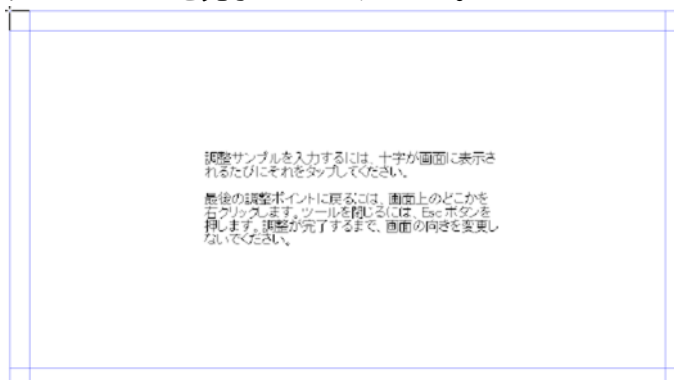 調整サンプルを入力するには、十字が画面に表示さ
れるたびにそれをタップしてください。
最後の調整ポイントに戻るには、画面上のどこかを
右クリックします。ツールを閉じるには、Esc ボタンを
押します。調整が完了するまで、画面の向きを変更し
ないでください。